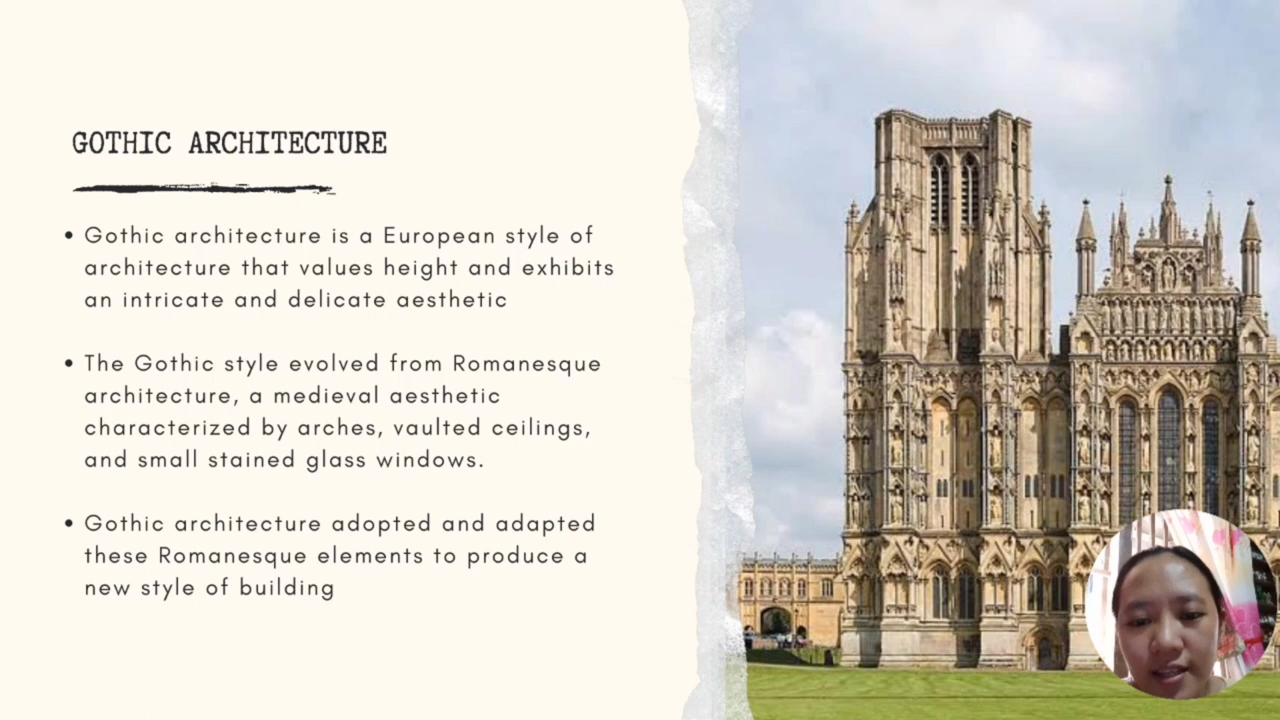 GOTHIC ARCHITECTURE
• Gothic architecture is a European style of
architecture that values height and exhibits
an intricate and delicate aesthetic
• The Gothic style evolved from Romanesque
architecture, a medieval aesthetic
characterized by arches, vaulted ceilings,
and small stained glass windows.
• Gothic architecture adopted and adapted
these Romanesque elements to produce a
new style of building